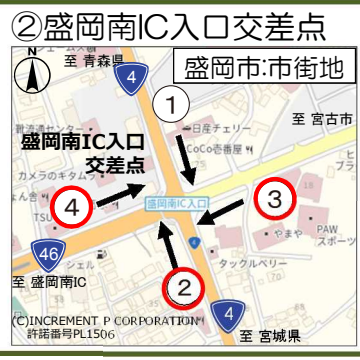 ②盛岡南IC入口交差点
N
至 青森県
4
盛岡市:市街地
①
至 宮古市
日産チェリー
CoCo壱番屋
盛岡南IC入口
交差点
カメラのキタムラ
盛岡南IC入口
④
③
TSU
やまや
PAW
スポーツ
46
シェル
②
タックルベリー
至 盛岡南IC
4
(C)INCREMENT P CORPORATION
許諾番号PL1506
至 宮城県